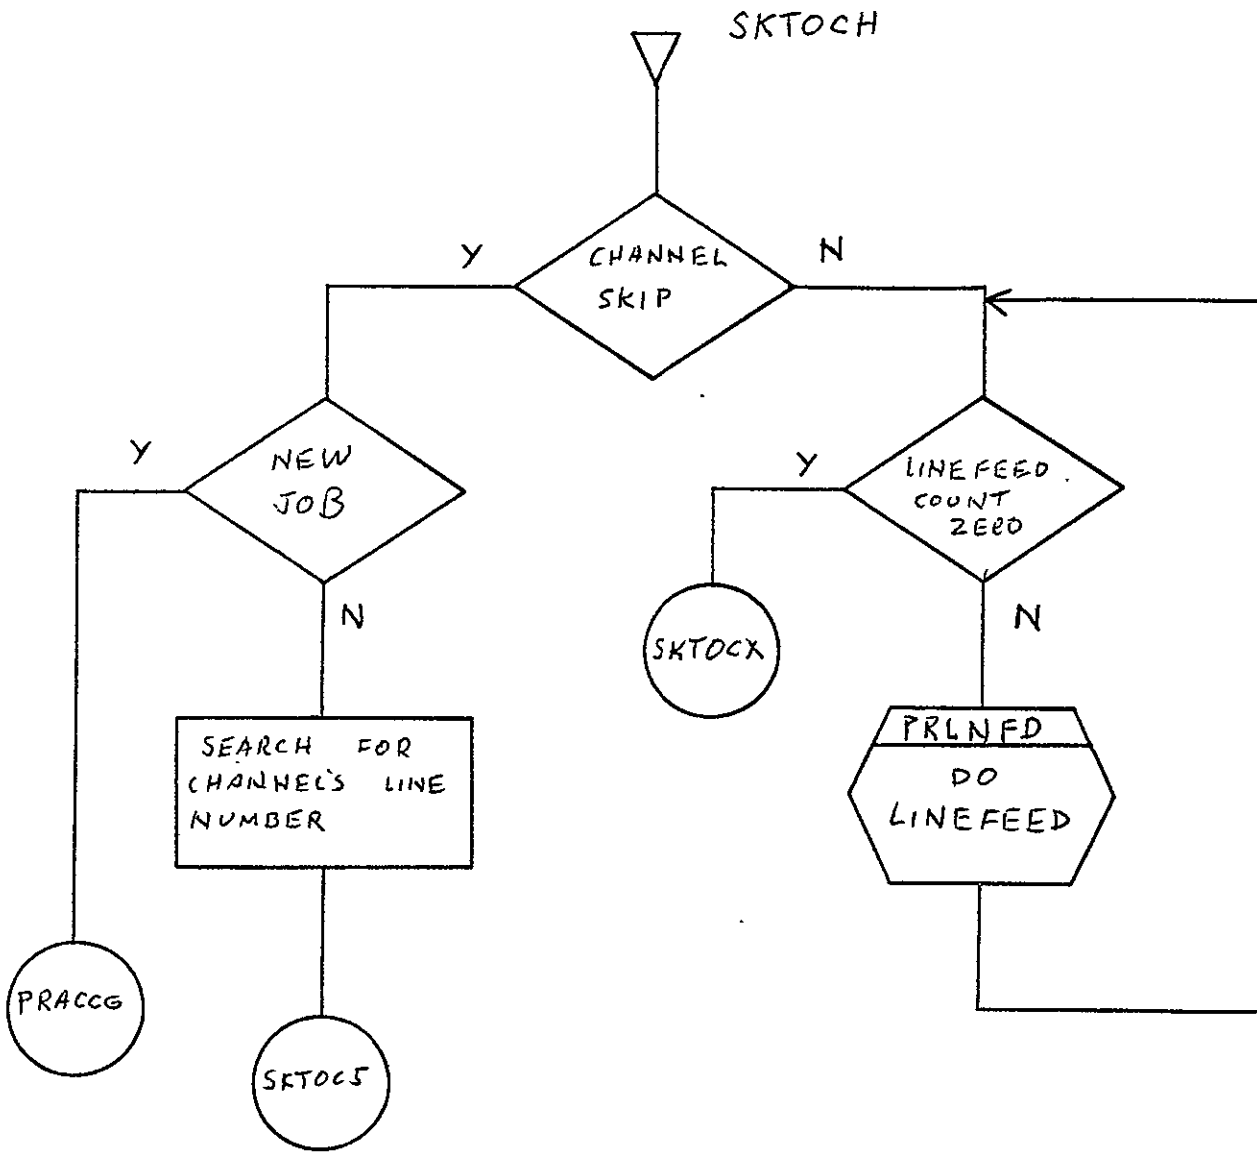 SKTOCH
CHANNEL
SKIP
Y
N
NEW
JOB
Y
N
LINEFEED
COUNT
ZERO
Y
N
SKTOCX
SEARCH FOR
CHANNEL'S LINE
NUMBER
PRLNFD
DO
LINEFEED
PRACCG
SKTOC5